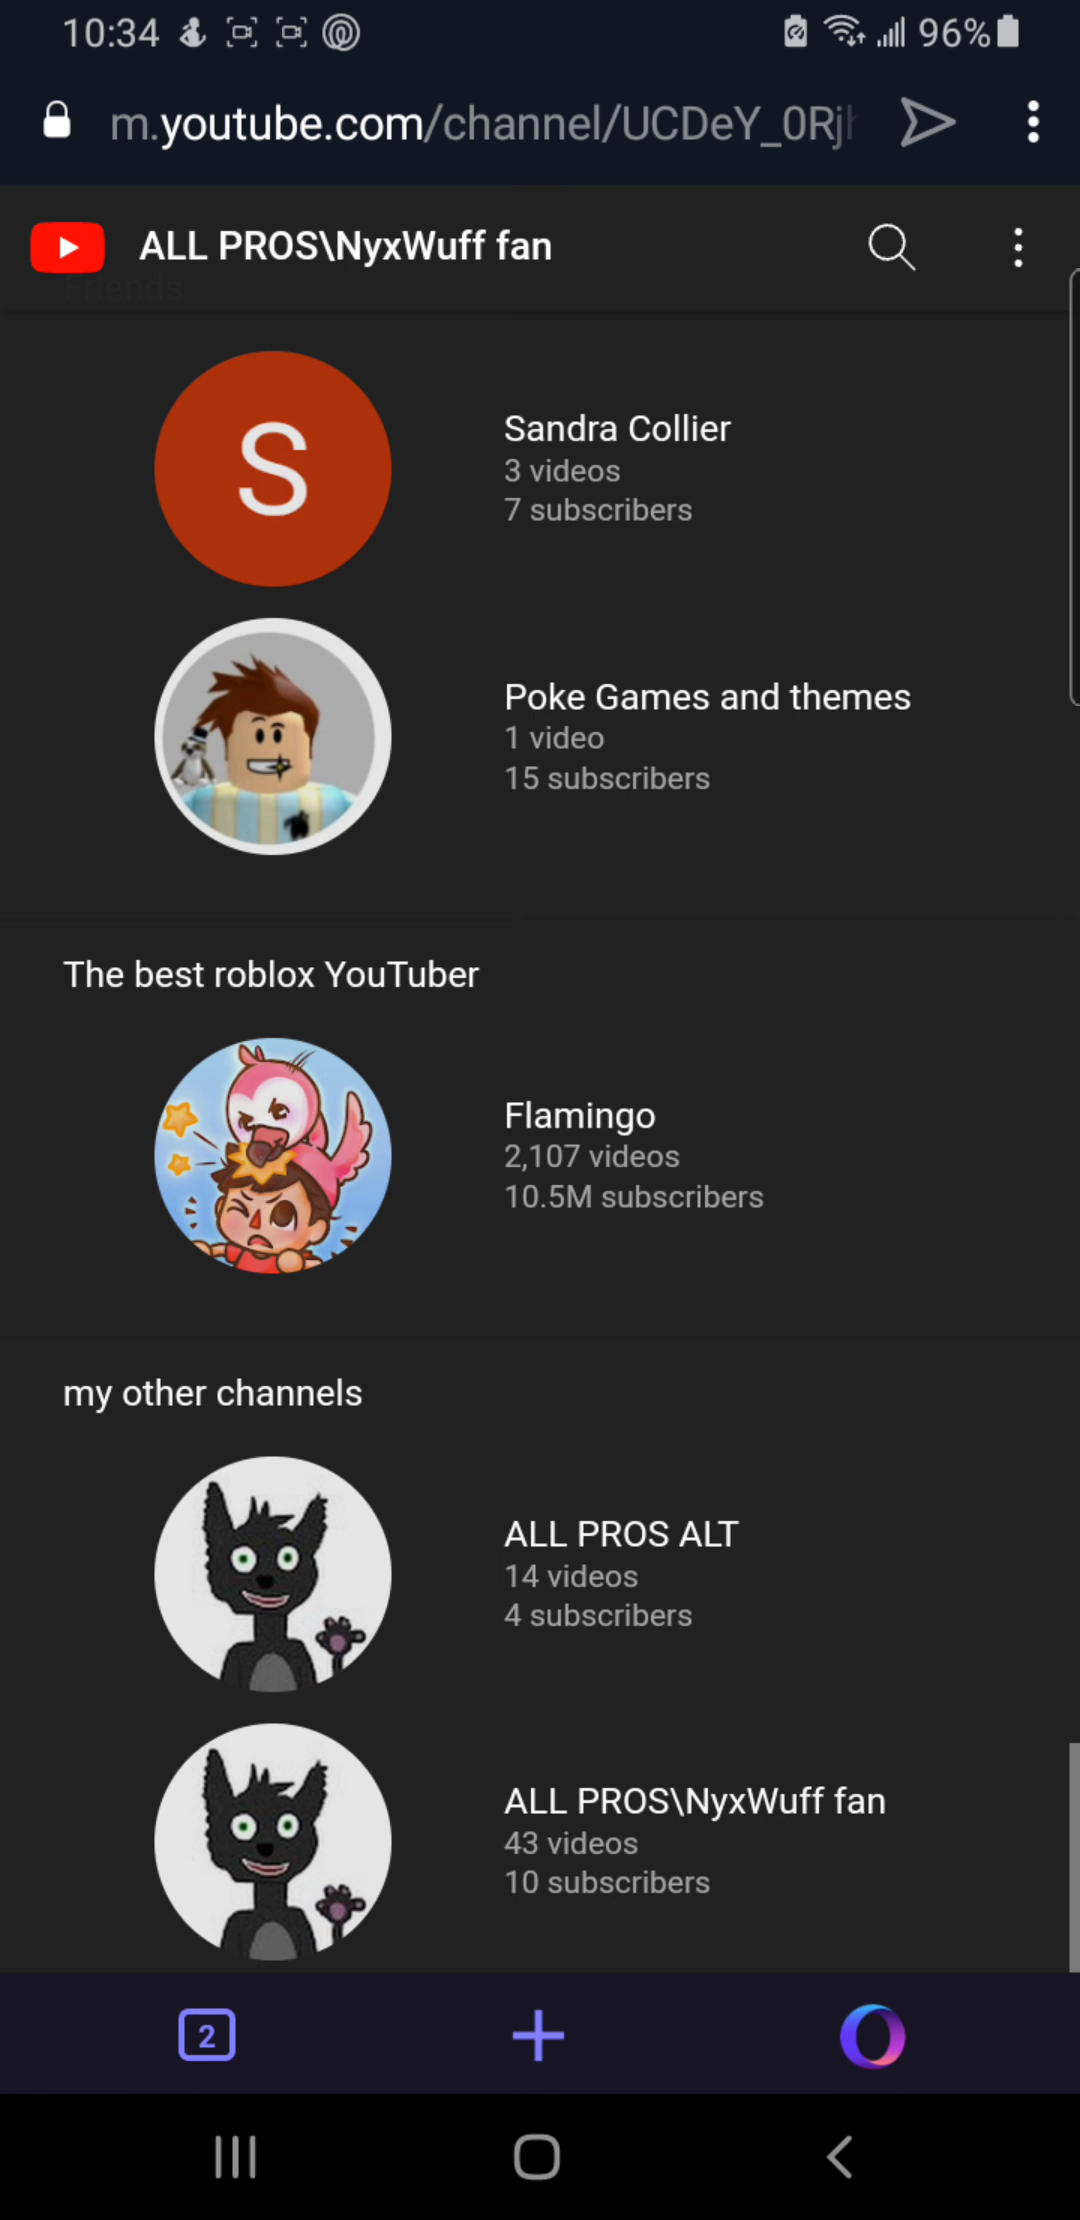 10:34
96%
m.youtube.com/channel/UCDeY_0Rj
ALL PROS\NyxWuff fan
Friends
S
Sandra Collier
3 videos
7 subscribers
Poke Games and themes
1 video
15 subscribers
The best roblox YouTuber
Flamingo
2,107 videos
10.5M subscribers
my other channels
ALL PROS ALT
14 videos
4 subscribers
ALL PROS\NyxWuff fan
43 videos
10 subscribers
2